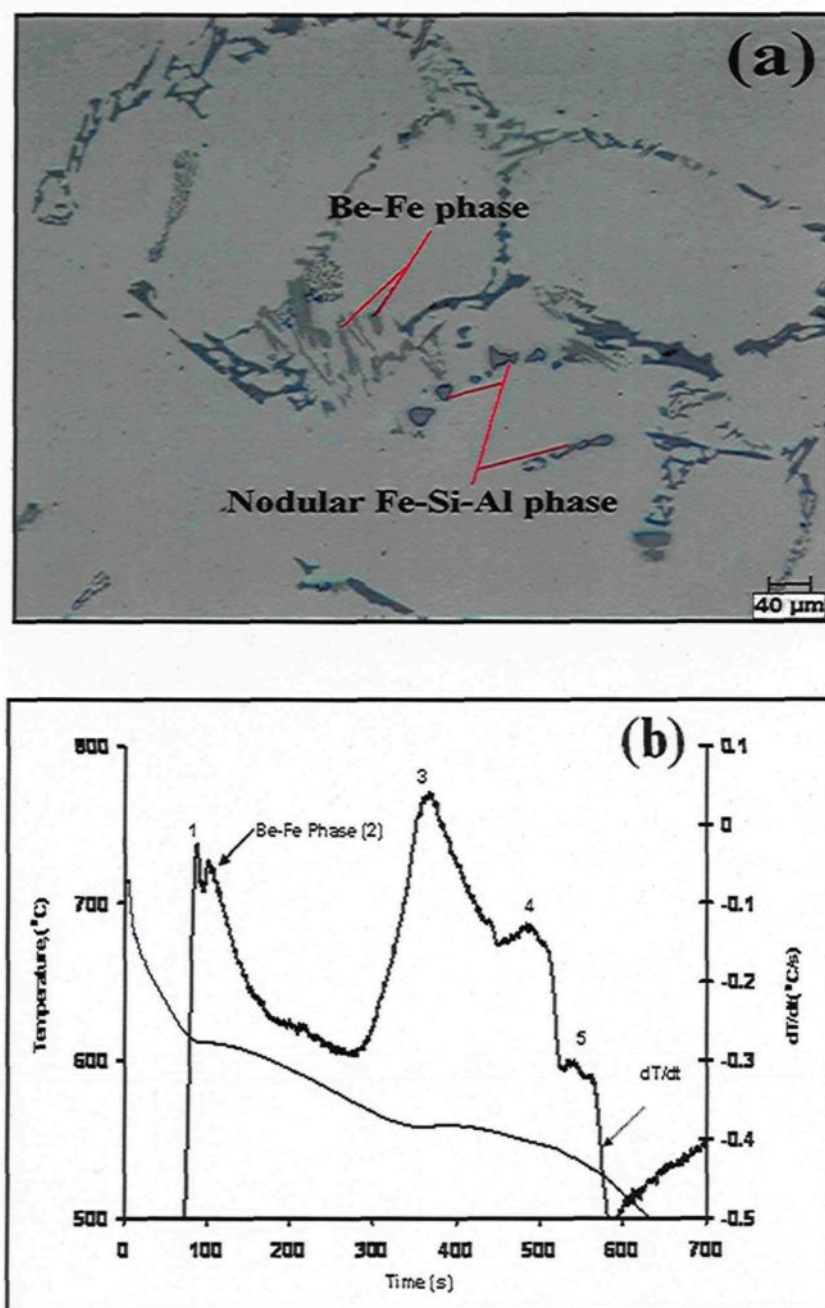 (a)
Be-Fe phase
Nodular Fe-Si-Al phase
40 µm
(b)
800
700
600
500
Temperature,(°C)
0.1
0
-0.1
-0.2
-0.3
-0.4
-0.5
dT/dt(°C/s)
1
Be-Fe Phase (2)
3
4
5
dT/dt
0 100 200 300 400 500 600 700
Time (s)